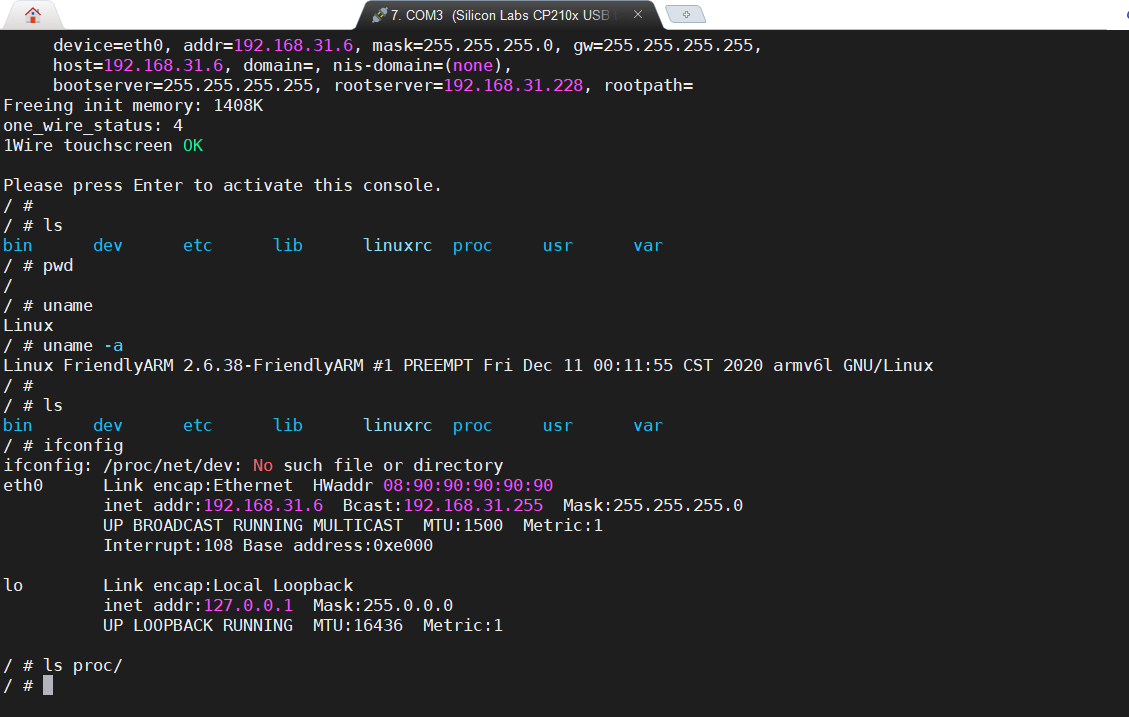 7. COM3 (Silicon Labs CP210x USB
device=eth0, addr=192.168.31.6, mask=255.255.255.0, gw=255.255.255.255,
host=192.168.31.6, domain=, nis-domain=(none),
bootserver=255.255.255.255, rootserver=192.168.31.228, rootpath=
Freeing init memory: 1408K
one_wire_status: 4
1Wire touchscreen OK
Please press Enter to activate this console.
/ #
/ # ls
bin dev etc lib linuxrc proc usr var
/ # pwd
/
/ # uname
Linux
/ # uname -a
Linux FriendlyARM 2.6.38-FriendlyARM #1 PREEMPT Fri Dec 11 00:11:55 CST 2020 armv6l GNU/Linux
/ #
/ # ls
bin dev etc lib linuxrc proc usr var
/ # ifconfig
ifconfig: /proc/net/dev: No such file or directory
eth0 Link encap:Ethernet HWaddr 08:90:90:90:90:90
inet addr:192.168.31.6 Bcast:192.168.31.255 Mask:255.255.255.0
UP BROADCAST RUNNING MULTICAST MTU:1500 Metric:1
Interrupt:108 Base address:0xe000
lo Link encap:Local Loopback
inet addr:127.0.0.1 Mask:255.0.0.0
UP LOOPBACK RUNNING MTU:16436 Metric:1
/ # ls proc/
/ #